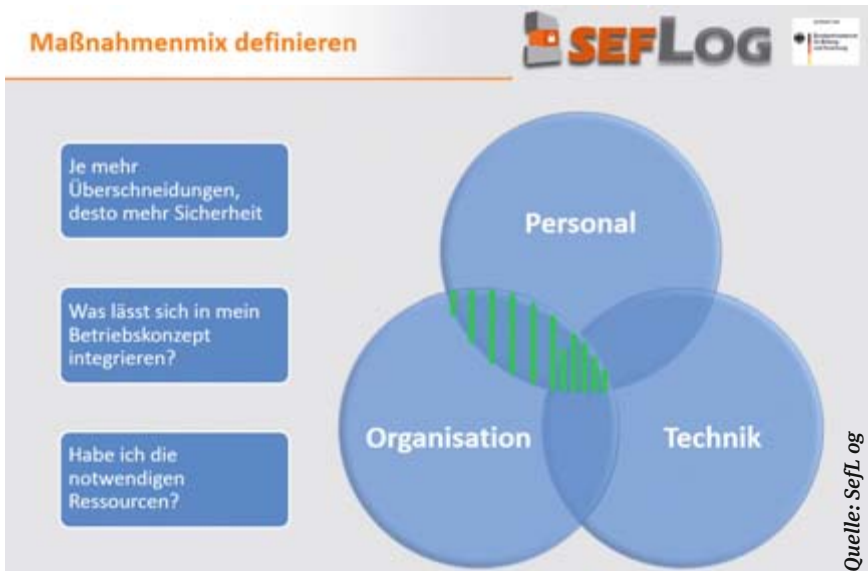 Maßnahmenmix definieren
SEFLOG
Je mehr
Überschneidungen,
desto mehr Sicherheit
Was lässt sich in mein
Betriebskonzept
integrieren?
Habe ich die
notwendigen
Ressourcen?
Personal
Organisation
Technik
Quelle: SefL og